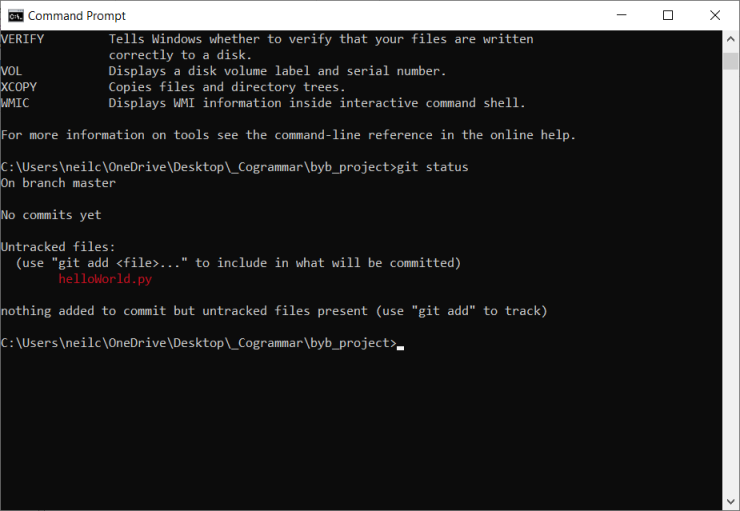 C:\. Command Prompt
VERIFY         Tells Windows whether to verify that your files are written
               correctly to a disk.
VOL            Displays a disk volume label and serial number.
XCOPY          Copies files and directory trees.
WMIC           Displays WMI information inside interactive command shell.
For more information on tools see the command-line reference in the online help.
C:\Users\neilc\OneDrive\Desktop\_Cogrammar\byb_project>git status
On branch master
No commits yet
Untracked files:
  (use "git add <file>..." to include in what will be committed)
        helloWorld.py
nothing added to commit but untracked files present (use "git add" to track)
C:\Users\neilc\OneDrive\Desktop\_Cogrammar\byb_project>